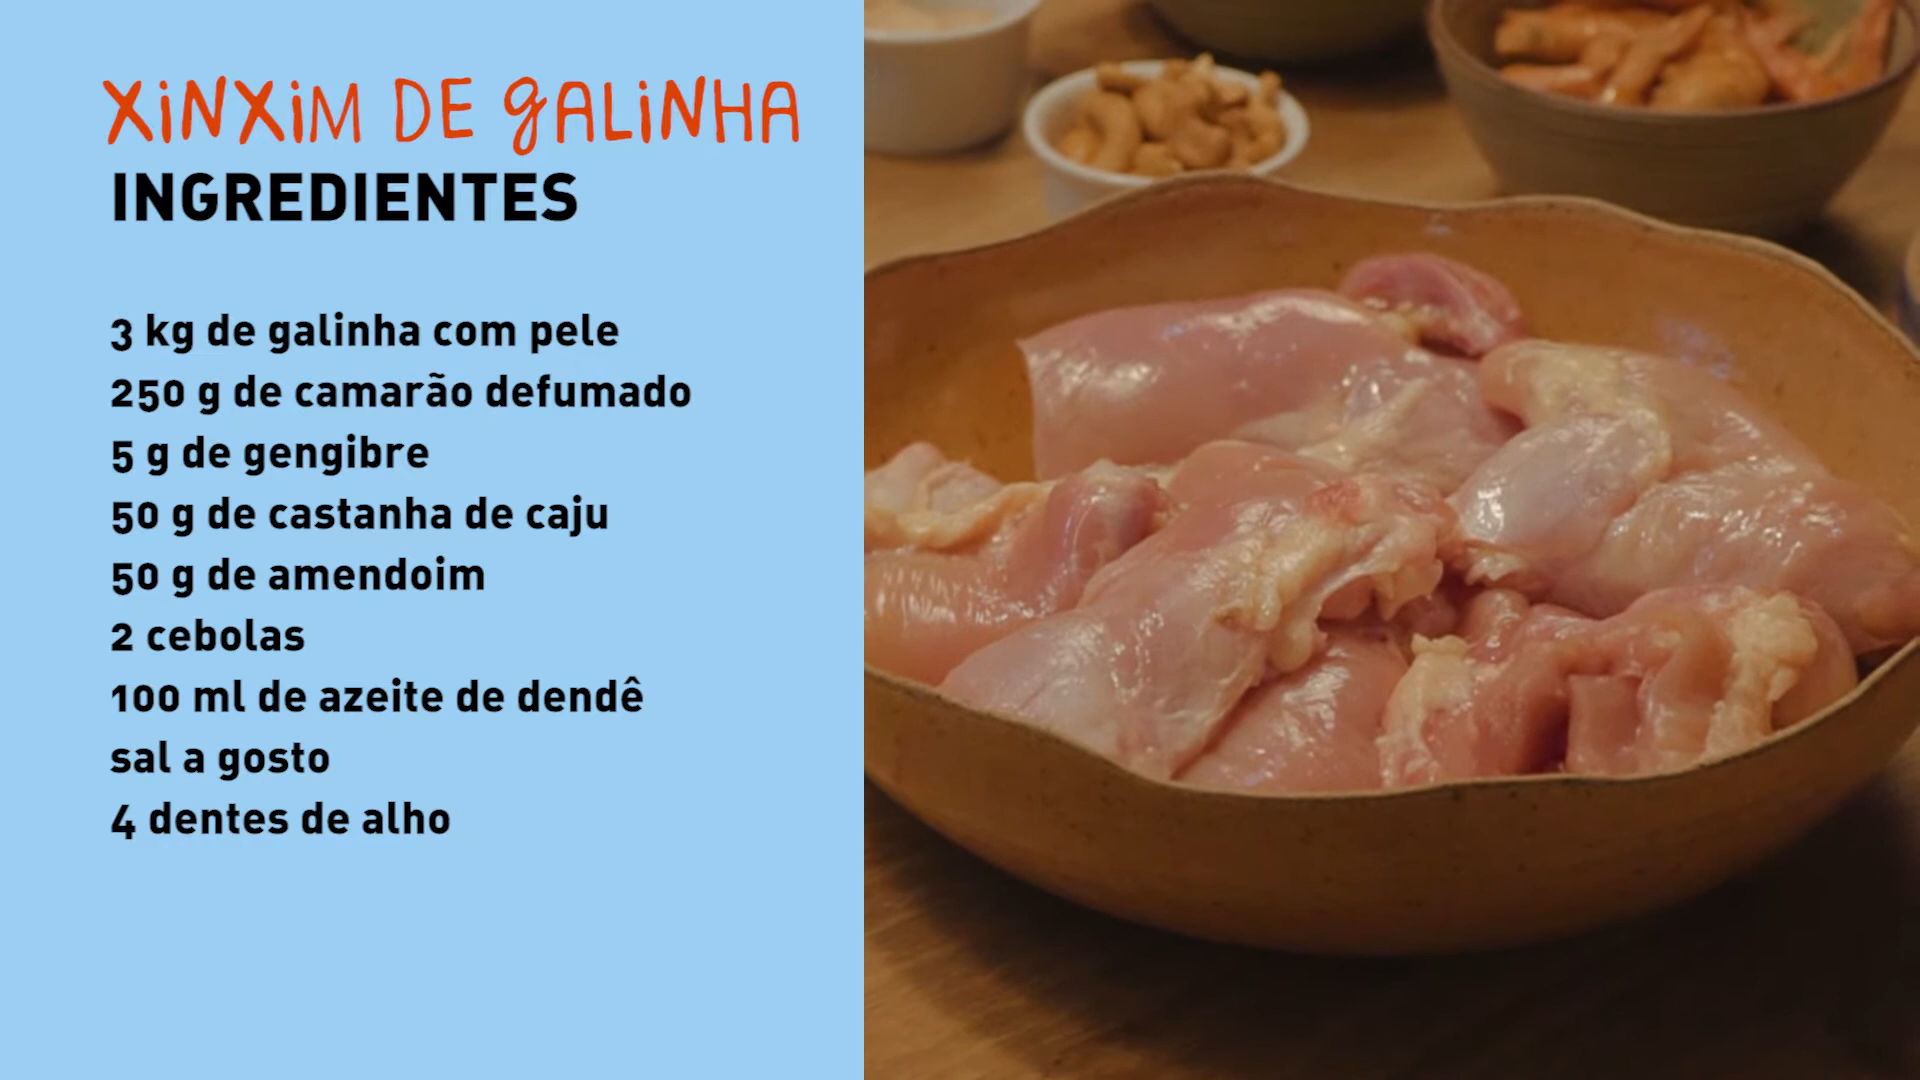 XiNXiM DE GALiNHA
INGREDIENTES
3 kg de galinha com pele
250 g de camarão defumado
5 g de gengibre
50 g de castanha de caju
50 g de amendoim
2 cebolas
100 ml de azeite de dendê
sal a gosto
4 dentes de alho